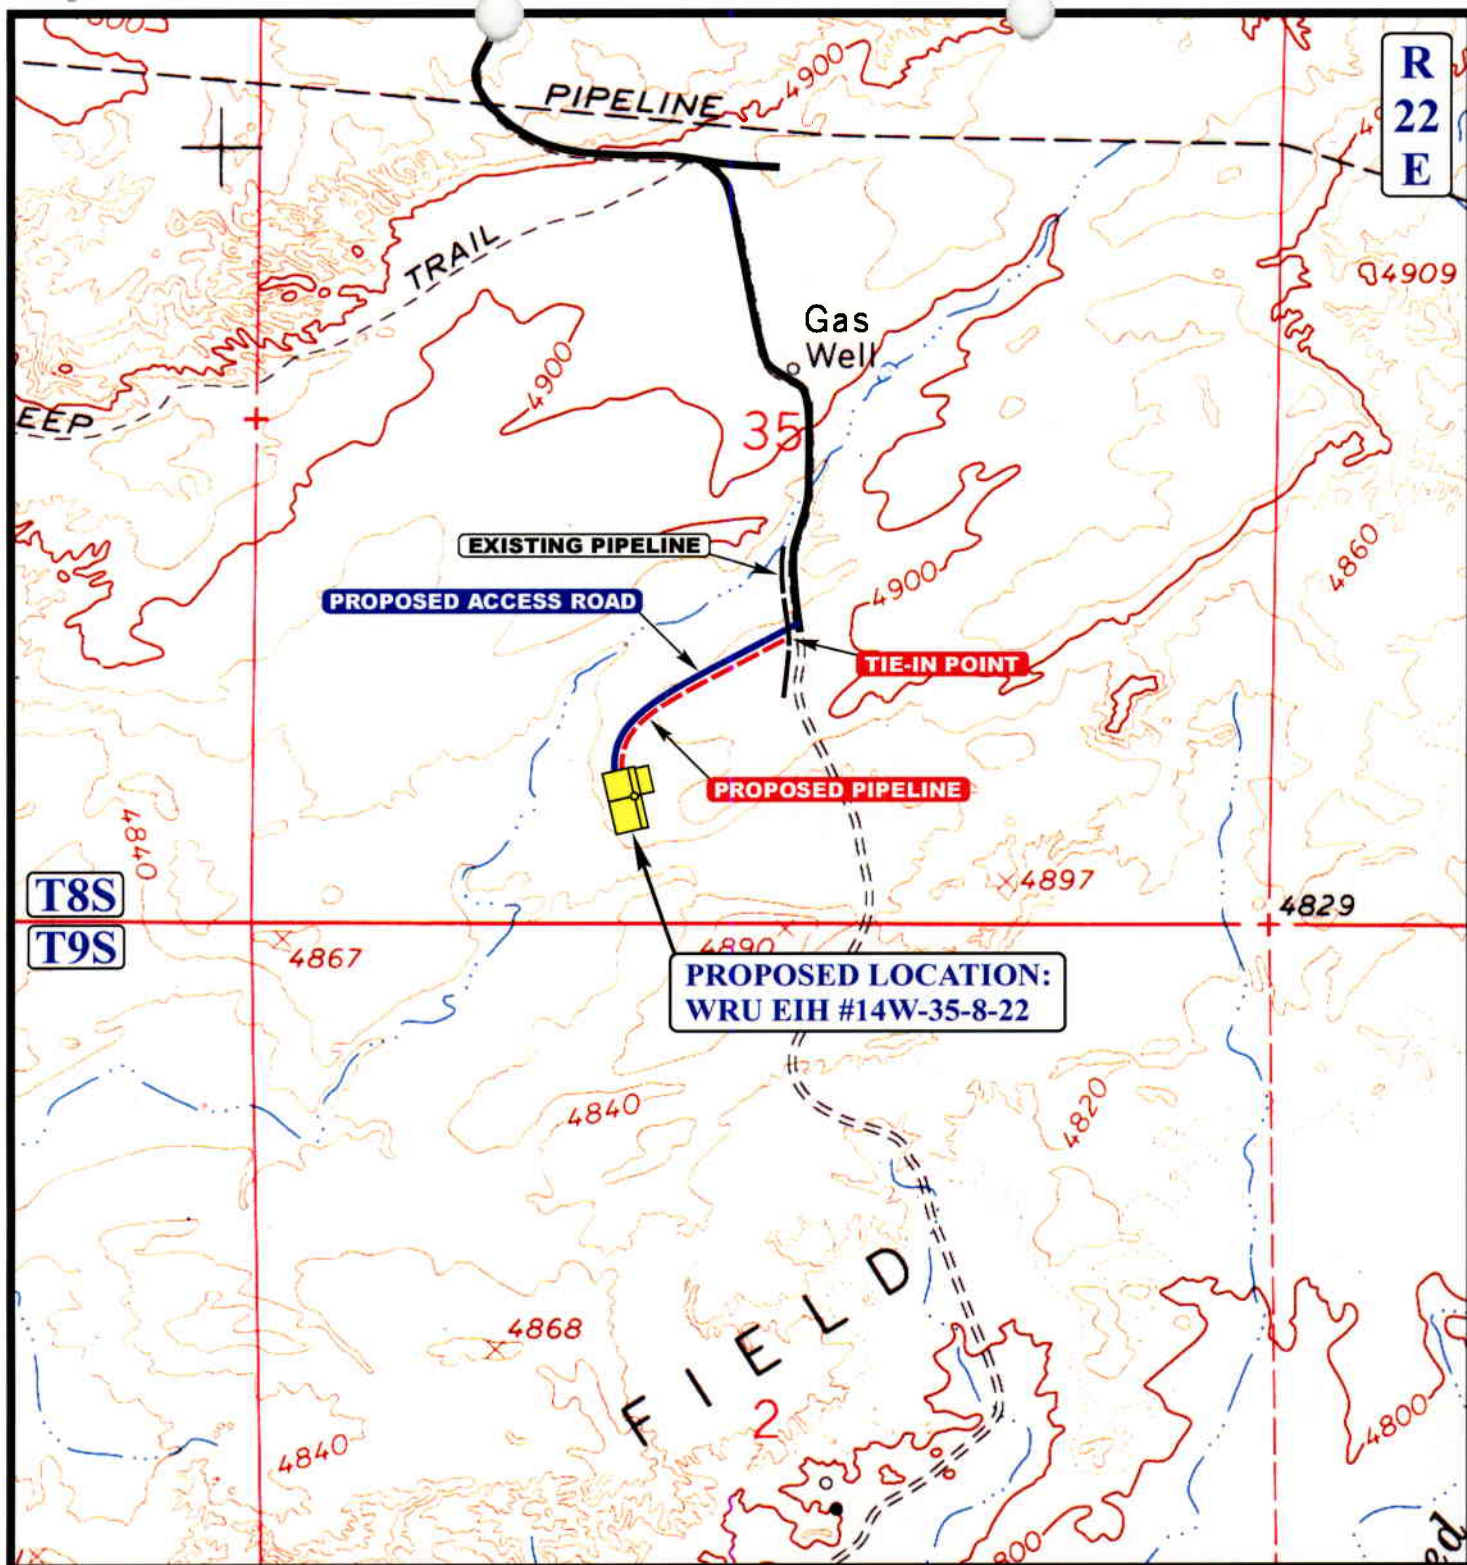 4900
PIPELINE
R
22
E
TRAIL
4909
Gas
Well
4900
EEP
35
EXISTING PIPELINE
4860
4900
PROPOSED ACCESS ROAD
TIE-IN POINT
PROPOSED PIPELINE
4840
4897
T8S
4829
T9S
4890
4867
PROPOSED LOCATION:
WRU EIH #14W-35-8-22
4840
4820
FIELD
4868
2
4800
4840
800
ed